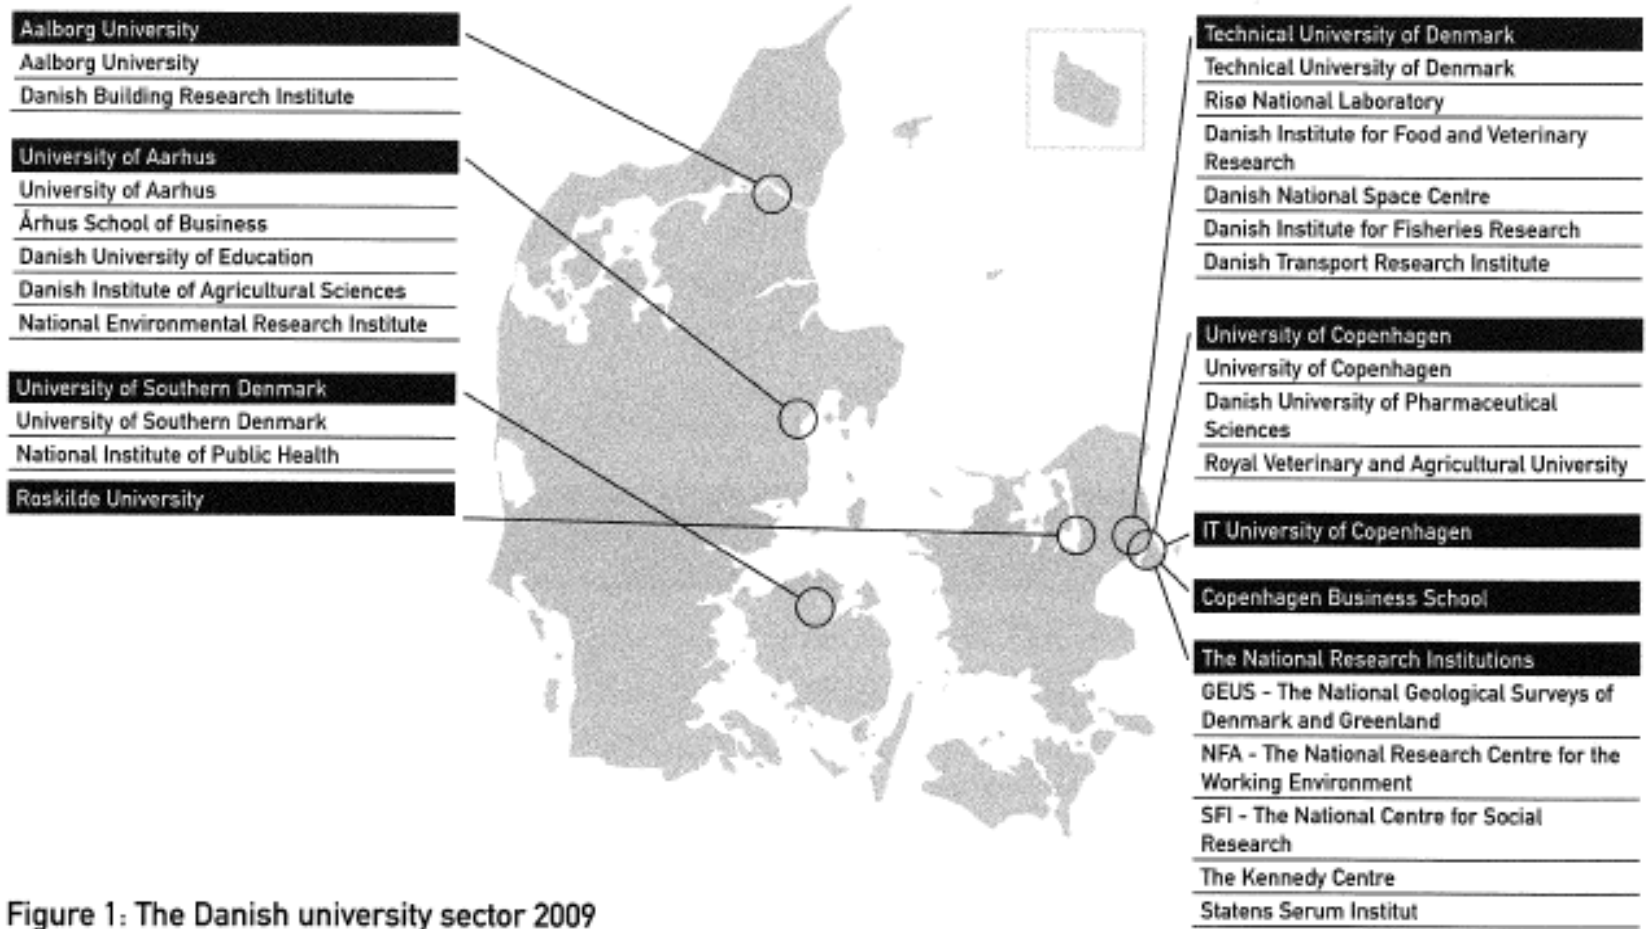 Aalborg University
Aalborg University
Danish Building Research Institute
University of Aarhus
University of Aarhus
Århus School of Business
Danish University of Education
Danish Institute of Agricultural Sciences
National Environmental Research Institute
University of Southern Denmark
University of Southern Denmark
National Institute of Public Health
Roskilde University
Technical University of Denmark
Technical University of Denmark
Risø National Laboratory
Danish Institute for Food and Veterinary
Research
Danish National Space Centre
Danish Institute for Fisheries Research
Danish Transport Research Institute
University of Copenhagen
University of Copenhagen
Danish University of Pharmaceutical
Sciences
Royal Veterinary and Agricultural University
IT University of Copenhagen
Copenhagen Business School
The National Research Institutions
GEUS - The National Geological Surveys of
Denmark and Greenland
NFA - The National Research Centre for the
Working Environment
SFI - The National Centre for Social
Research
The Kennedy Centre
Statens Serum Institut
Figure 1: The Danish university sector 2009